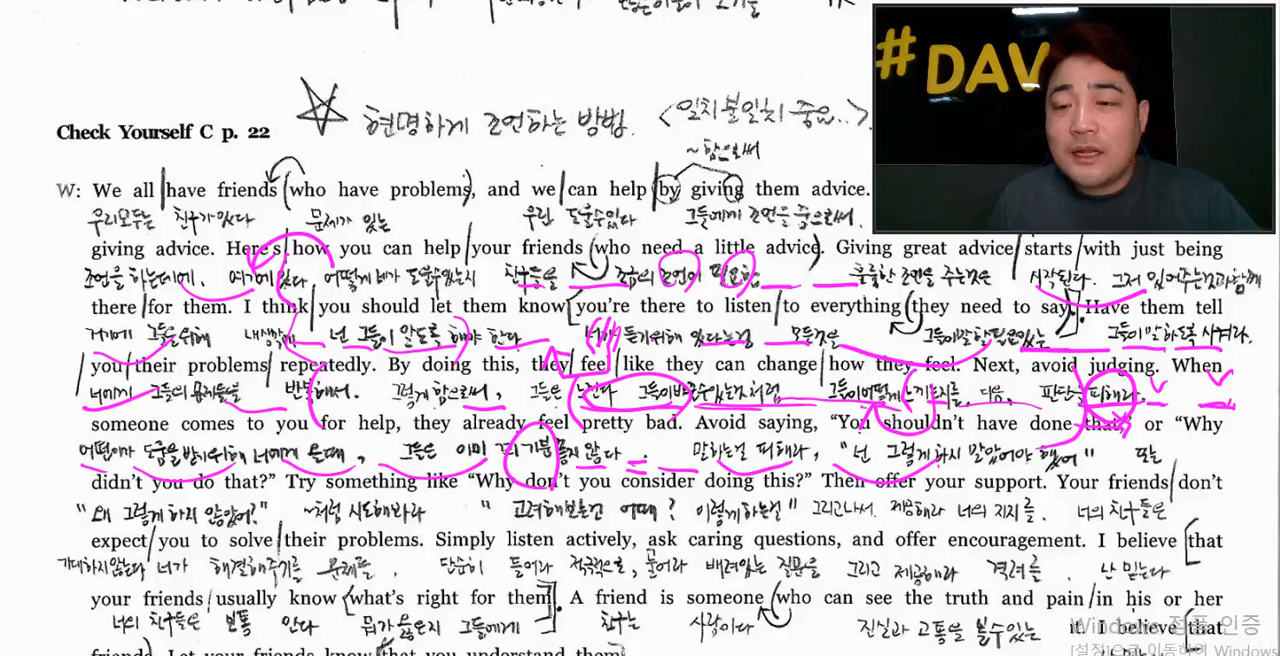 #DAV
현명하게 조언하는 방법. <일치불일치 중요..>
Check Yourself C p. 22
~함으로써
W: We all have friends who have problems, and we can help by giving them advice.
우리모두는 친구가있다 문제가 있는 우린 도울수있다 그들에게 조언을 줌으로써.
giving advice. Here's how you can help your friends who need a little advice. Giving great advice starts with just being
조언을 하는데에, 여기에 있다 어떻게 네가 도울수있는지 친구들을 조금의 조언이 필요한 훌륭한 조언을 주는것은 시작된다. 그저 있어주는것과함께
there for them. I think you should let them know you're there to listen to everything they need to say. Have them tell
거기에 그들을위해 내생각엔 넌 그들이 알도록 해야 한다 네가 듣기위해 있다는걸 모든것은 그들이 말하도록 시켜라.
you their problems repeatedly. By doing this, they feel like they can change how they feel. Next, avoid judging. When
너에게 그들의 문제들을 반복해서. 그렇게 함으로써, 그들은 느낀다 그들이 바꿀수있는것처럼 그들이어떻게 느끼는지를. 다음, 판단을 피해라.
someone comes to you for help, they already feel pretty bad. Avoid saying, "You shouldn't have done that," or "Why
어떤이가 도움을 받기위해 너에게 올때, 그들은 이미 기분 좋지 않다. 말하는걸 피해라, "넌 그렇게하지 말았어야 했어" 또는
didn't you do that?" Try something like "Why don't you consider doing this?" Then offer your support. Your friends don't
"왜 그렇게 하지 않았어?" ~처럼 시도해봐라 "고려해보는건 어때? 이렇게하는걸" 그리고나서. 제공해라 너의 지지를. 너의 친구들은
expect you to solve their problems. Simply listen actively, ask caring questions, and offer encouragement. I believe that
기대하지않는다 네가 해결해주기를 문제들. 단순히 들어라 적극적으로, 물어라 배려있는 질문을 그리고 제공해라 격려를. 난 믿는다
your friends usually know what's right for them. A friend is someone who can see the truth and pain in his or her
너의 친구들은 보통 안다 뭐가 옳은지 그들에게 친구는 사람이다 진실과 고통을 볼수있는
it. I believe that
Windows 정품 인증
friend. Let your friends know that you understand them
[설정]으로 이동하여 Windows